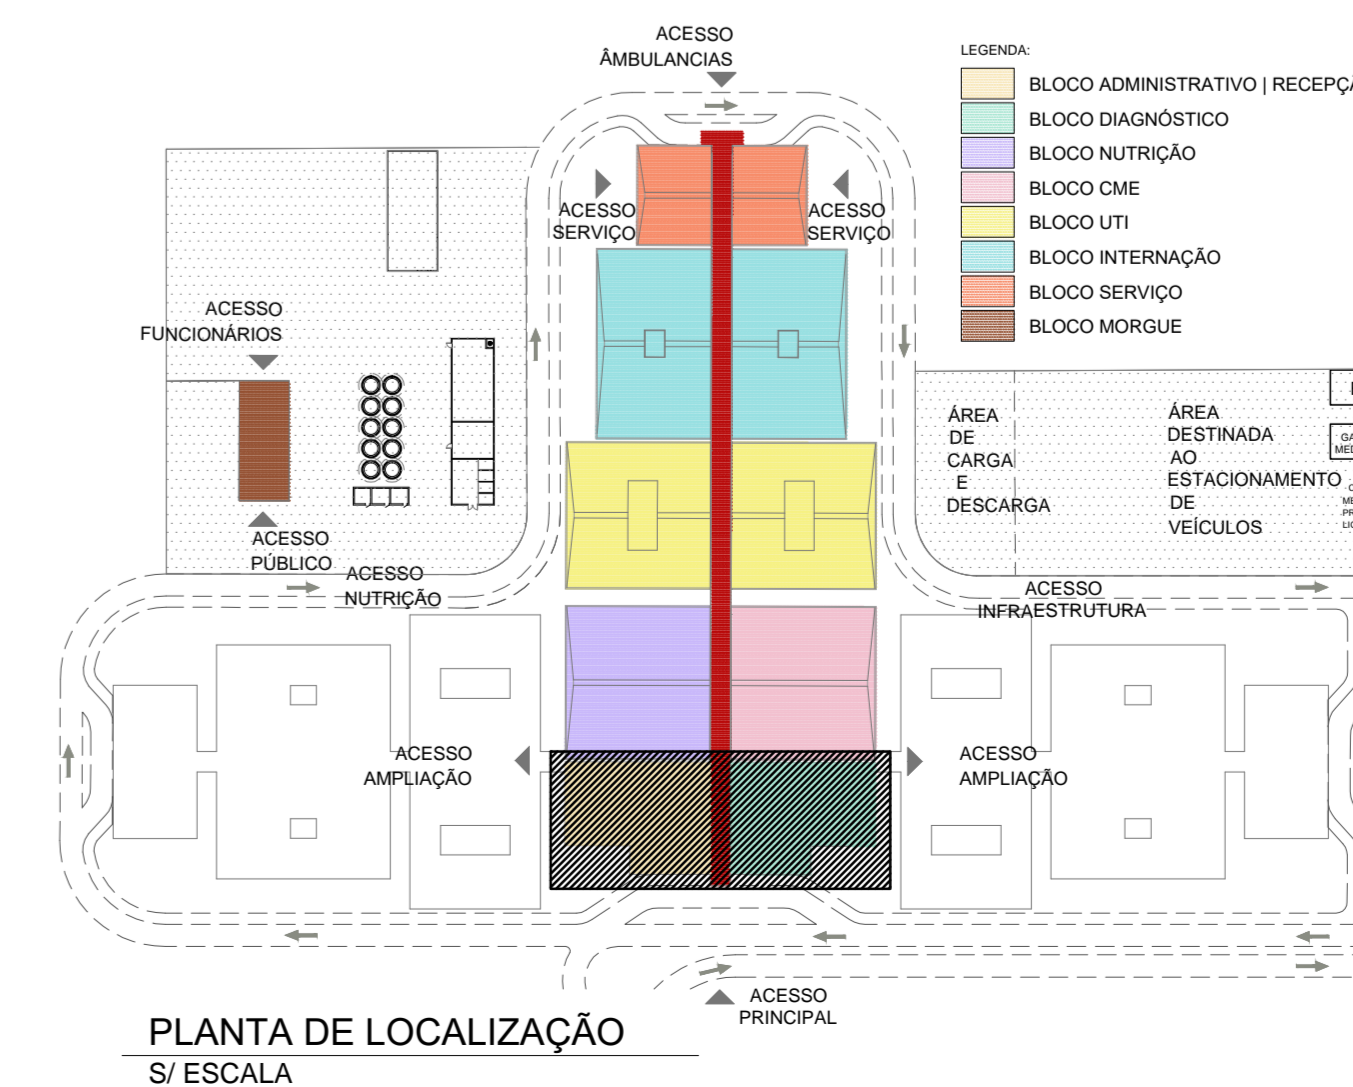 ACESSO
ÂMBULANCIAS
LEGENDA:
BLOCO ADMINISTRATIVO | RECEPÇÃ
BLOCO DIAGNÓSTICO
BLOCO NUTRIÇÃO
BLOCO CME
BLOCO UTI
BLOCO INTERNAÇÃO
BLOCO SERVIÇO
BLOCO MORGUE
ACESSO
SERVIÇO
ACESSO
SERVIÇO
ACESSO
FUNCIONÁRIOS
ÁREA
DE
CARGA
E
DESCARGA
ÁREA
DESTINADA
AO
ESTACIONAMENTO
DE
VEÍCULOS
ACESSO
PÚBLICO
ACESSO
NUTRIÇÃO
ACESSO
INFRAESTRUTURA
ACESSO
AMPLIAÇÃO
ACESSO
AMPLIAÇÃO
ACESSO
PRINCIPAL
PLANTA DE LOCALIZAÇÃO
S/ ESCALA